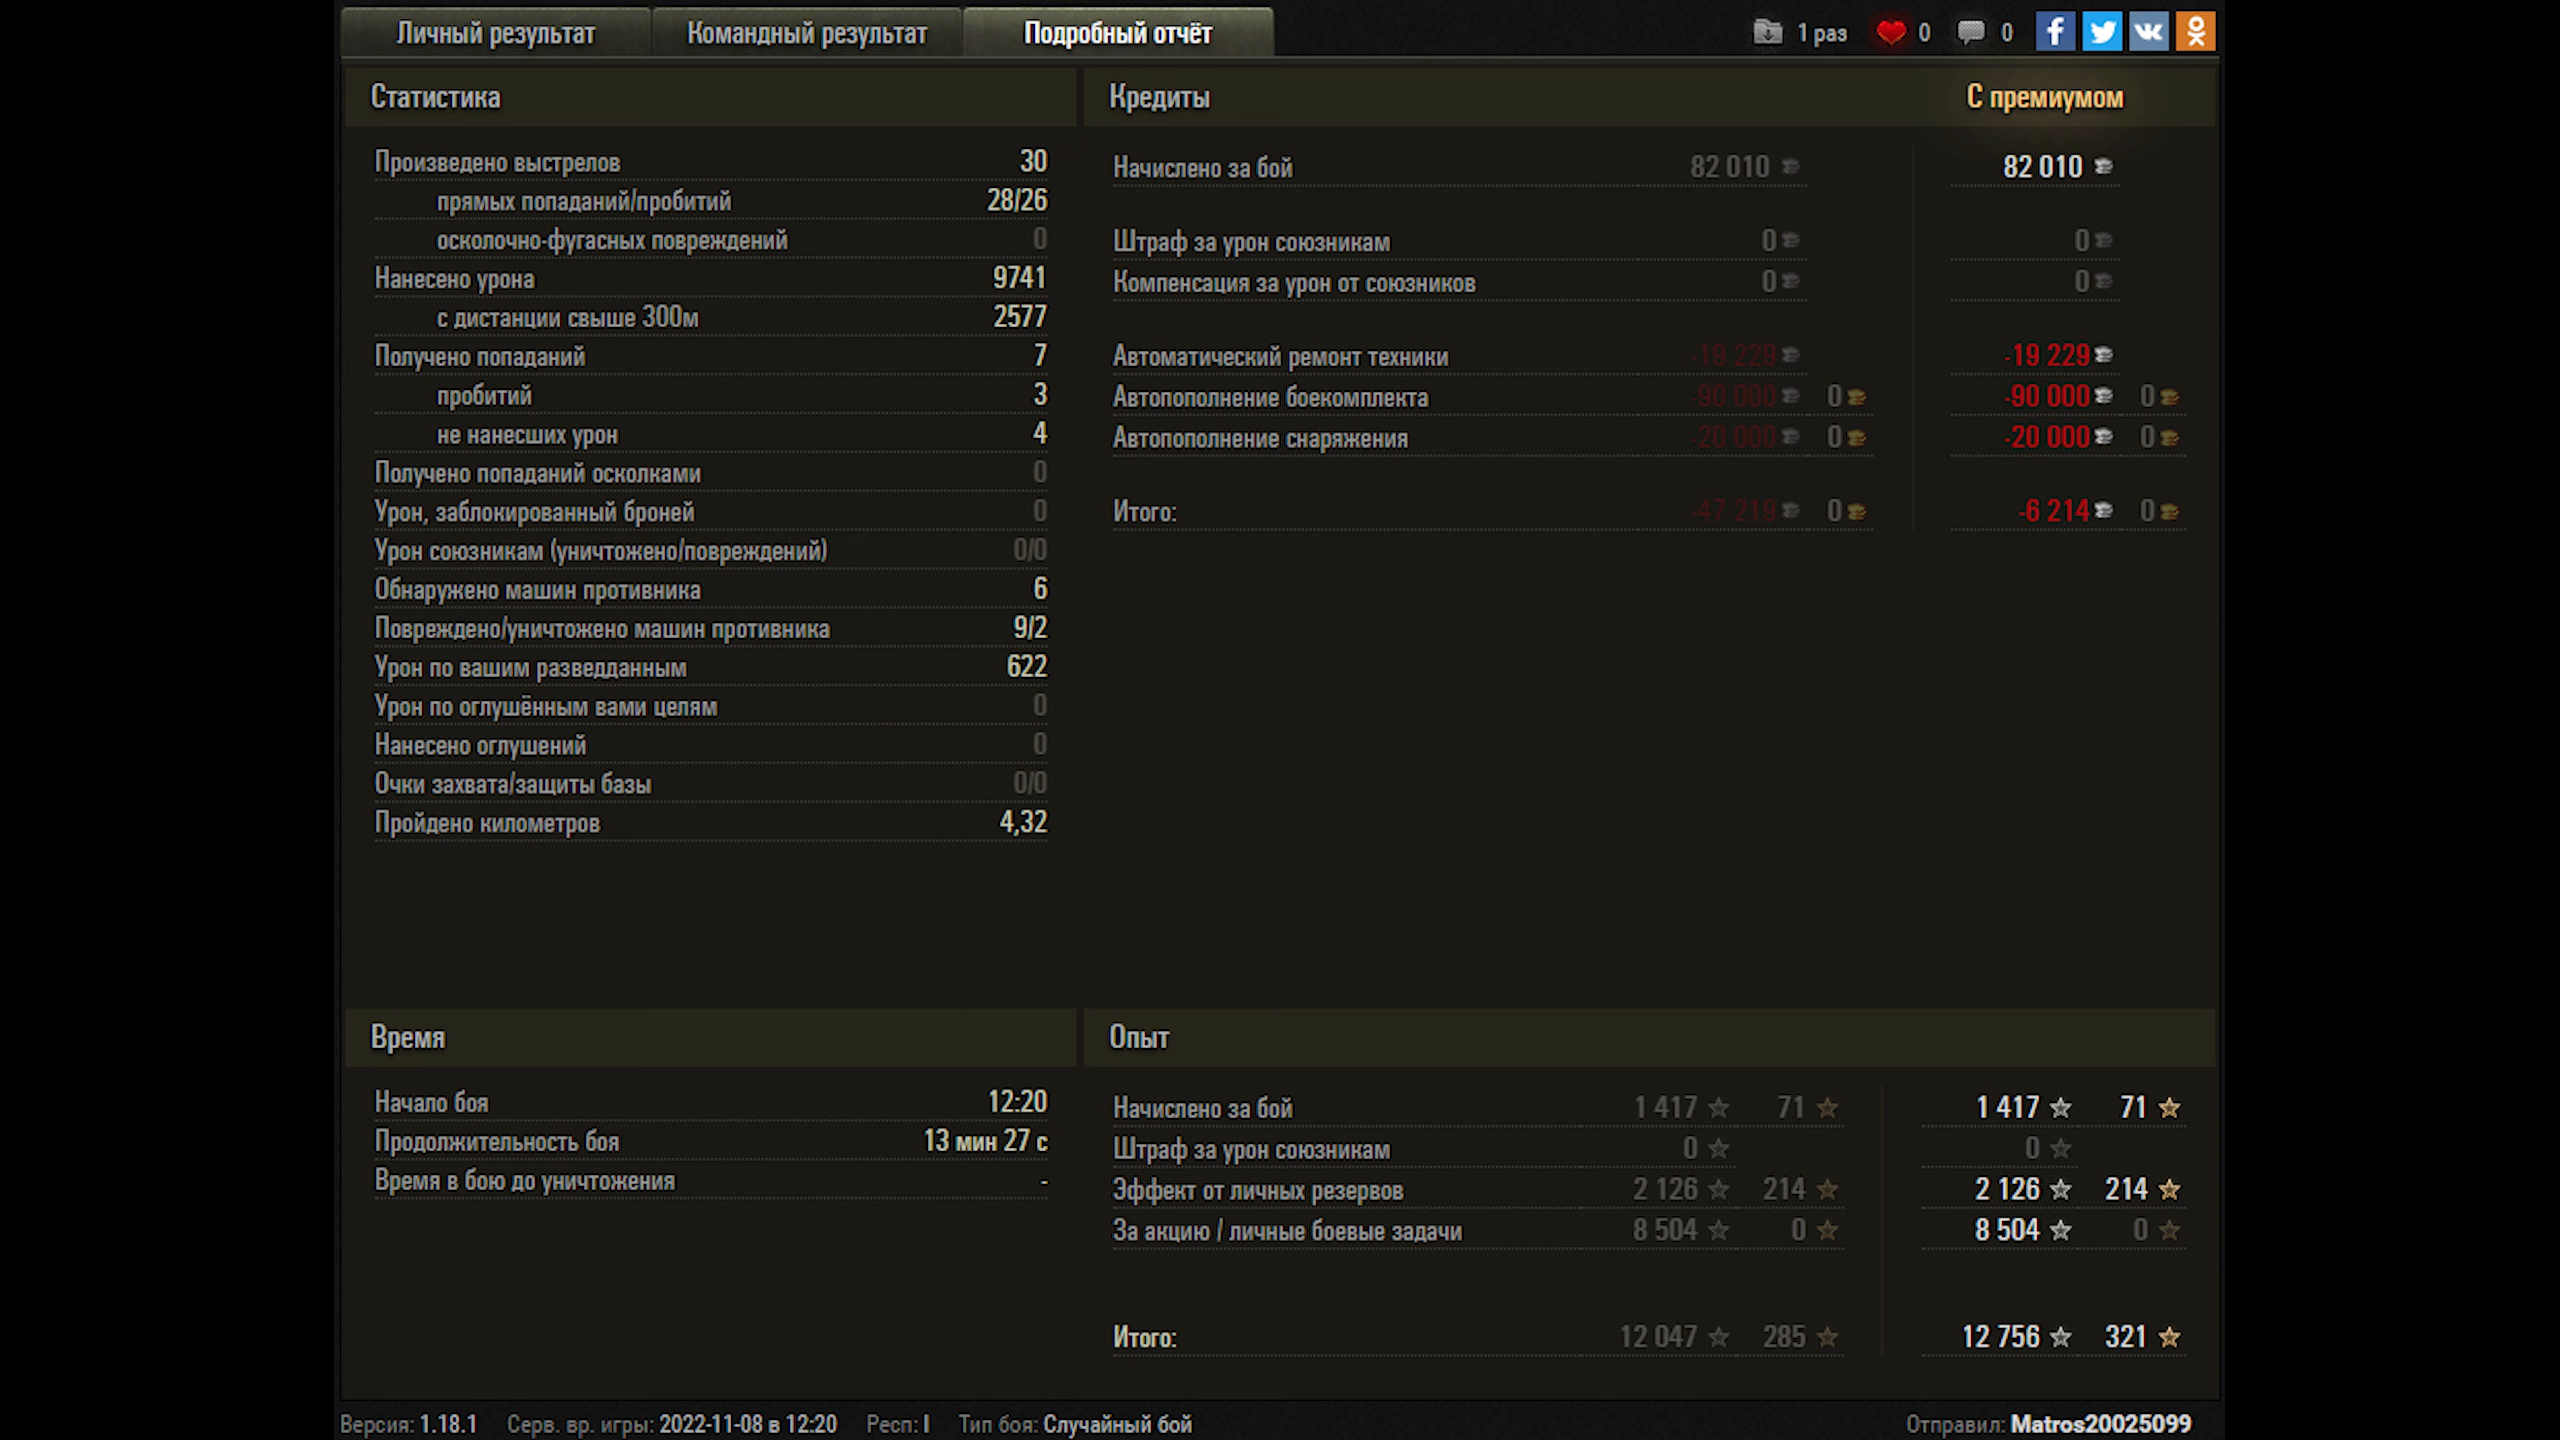 Личный результат Командный результат Подробный отчёт 1 раз 0 0
Статистика
Произведено выстрелов 30
прямых попаданий/пробитий 28/26
осколочно-фугасных повреждений 0
Нанесено урона 9741
с дистанции свыше 300м 2577
Получено попаданий 7
пробитий 3
не нанесших урон 4
Получено попаданий осколками 0
Урон, заблокированный броней 0
Урон союзникам (уничтожено/повреждений) 0/0
Обнаружено машин противника 6
Повреждено/уничтожено машин противника 9/2
Урон по вашим разведданным 622
Урон по оглушённым вами целям 0
Нанесено оглушений 0
Очки захвата/защиты базы 0/0
Пройдено километров 4,32
Кредиты С премиумом
Начислено за бой 82 010 82 010
Штраф за урон союзникам 0 0
Компенсация за урон от союзников 0 0
Автоматический ремонт техники -19 229 -19 229
Автопополнение боекомплекта -90 000 0 -90 000 0
Автопополнение снаряжения -20 000 0 -20 000 0
Итого: -47 219 0 -6 214 0
Время
Начало боя 12:20
Продолжительность боя 13 мин 27 с
Время в бою до уничтожения -
Опыт
Начислено за бой 1 417 71 1 417 71
Штраф за урон союзникам 0 0
Эффект от личных резервов 2 126 214 2 126 214
За акцию / личные боевые задачи 8 504 0 8 504 0
Итого: 12 047 285 12 756 321
Версия: 1.18.1 Серв. вр. игры: 2022-11-08 в 12:20 Респ: I Тип боя: Случайный бой Отправил: Matros20025099